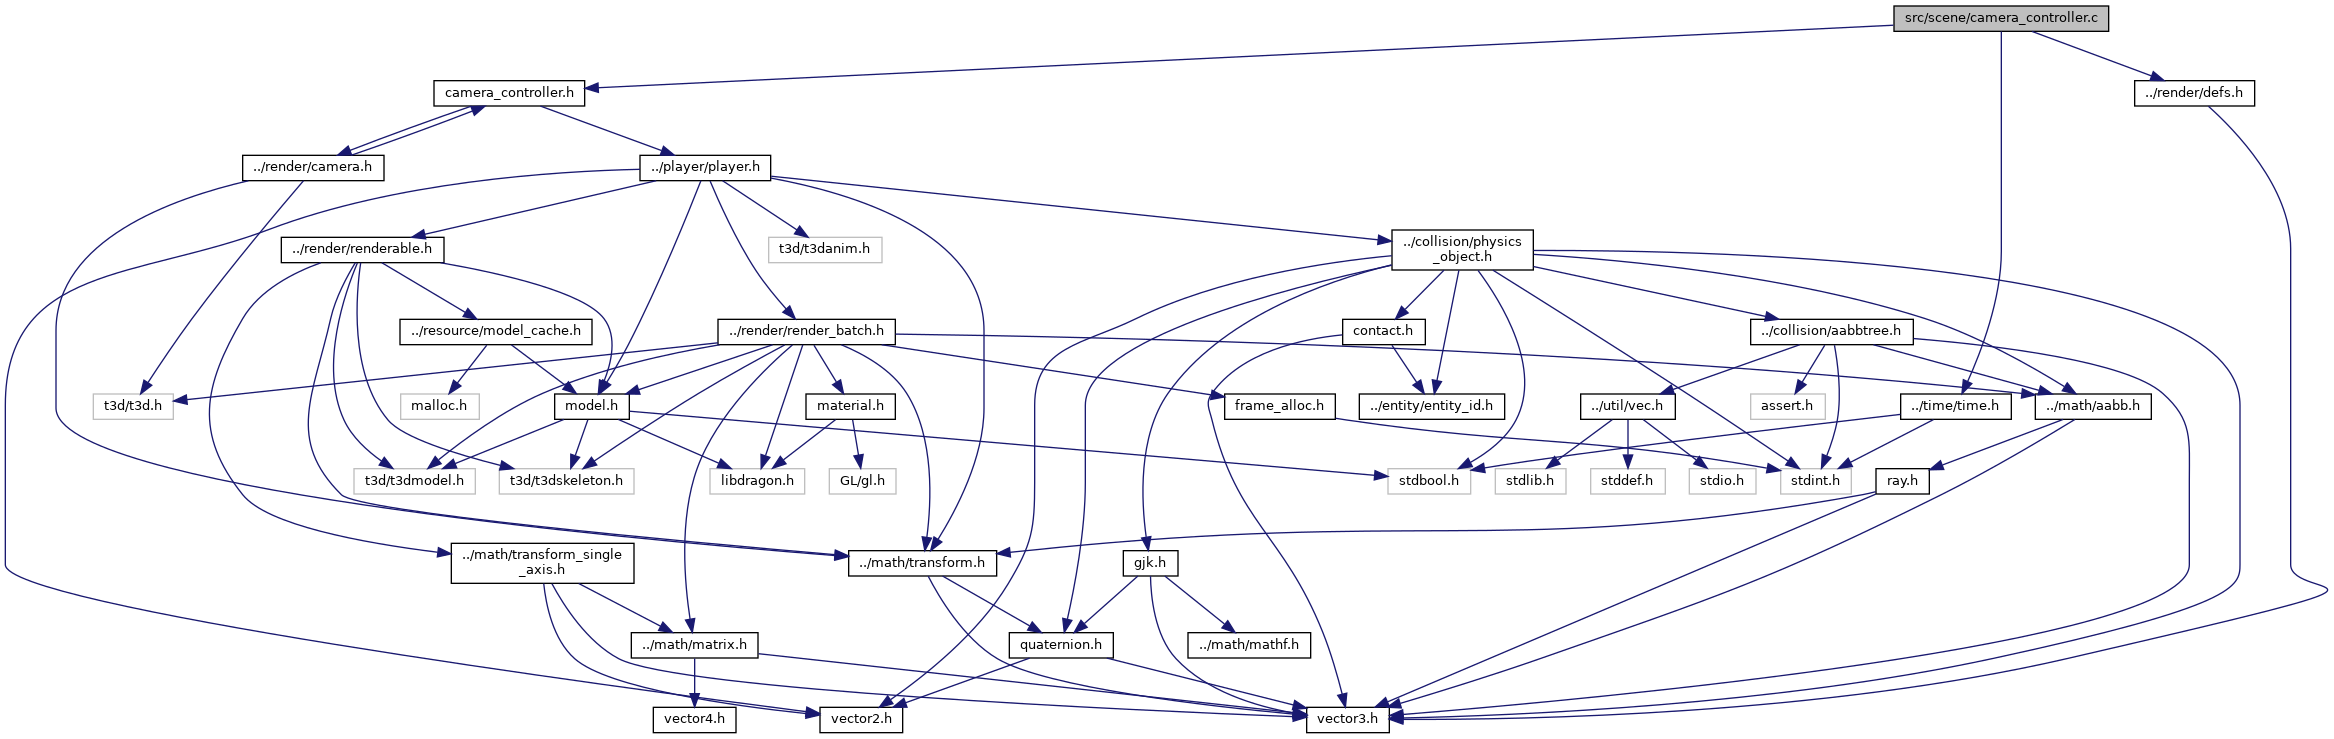 src/scene/camera_controller.c
camera_controller.h
../render/defs.h
../render/camera.h
../player/player.h
../render/renderable.h
t3d/t3danim.h
../collision/physics
_object.h
../resource/model_cache.h
../render/render_batch.h
contact.h
../collision/aabbtree.h
t3d/t3d.h
malloc.h
model.h
material.h
frame_alloc.h
../entity/entity_id.h
../util/vec.h
assert.h
../time/time.h
../math/aabb.h
t3d/t3dmodel.h
t3d/t3dskeleton.h
libdragon.h
GL/gl.h
stdbool.h
stdlib.h
stddef.h
stdio.h
stdint.h
ray.h
../math/transform_single
_axis.h
../math/transform.h
gjk.h
../math/matrix.h
quaternion.h
../math/mathf.h
vector4.h
vector2.h
vector3.h